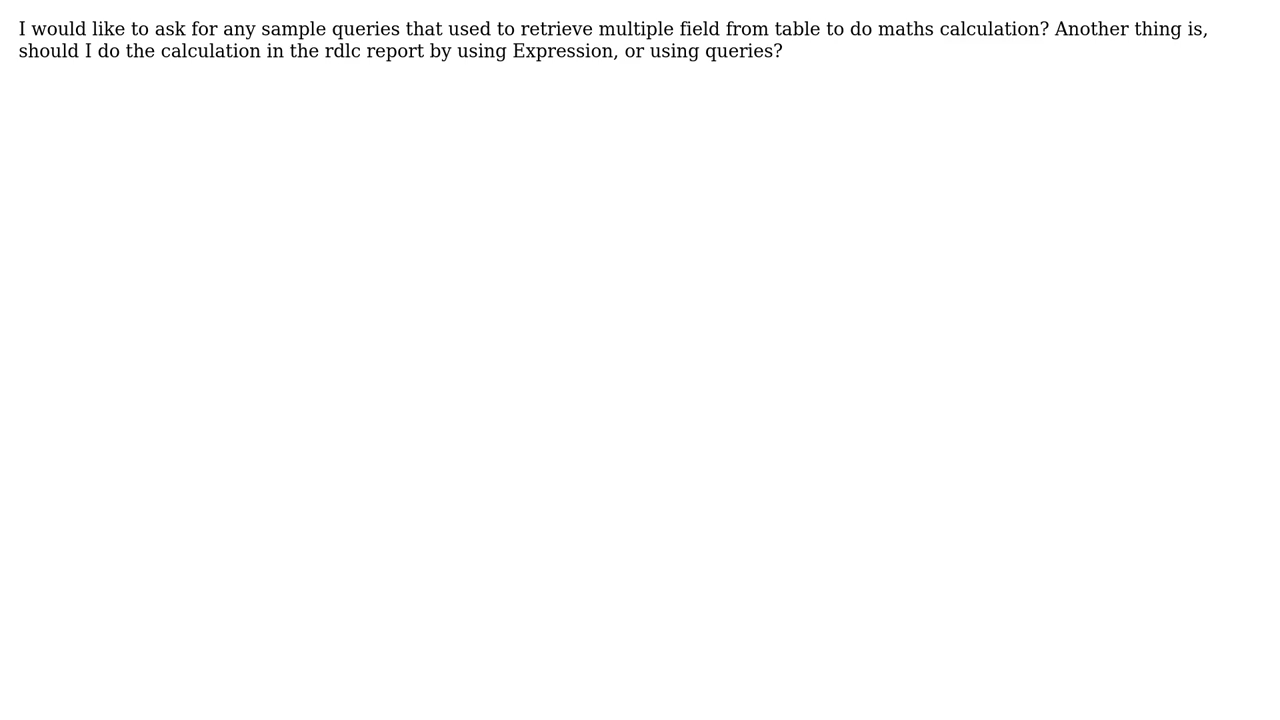 I would like to ask for any sample queries that used to retrieve multiple field from table to do maths calculation? Another thing is,
should I do the calculation in the rdlc report by using Expression, or using queries?